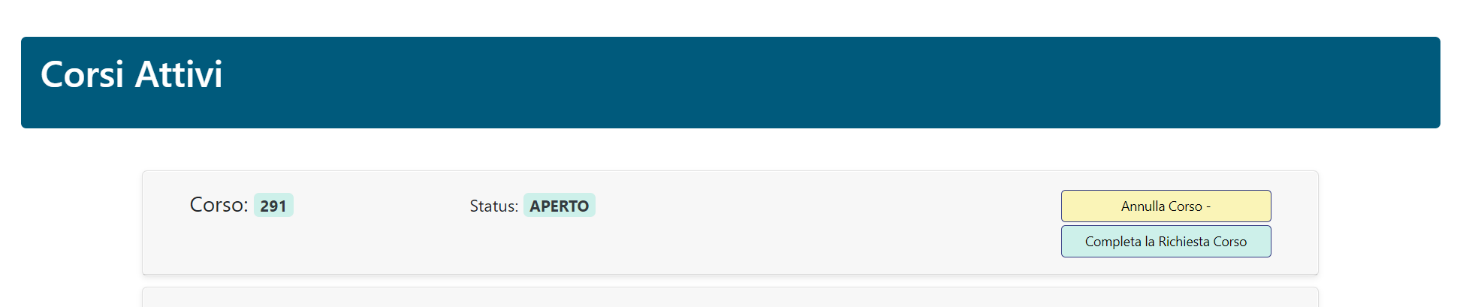 Corsi Attivi
Corso: 291 Status: APERTO Annulla Corso -
Completa la Richiesta Corso